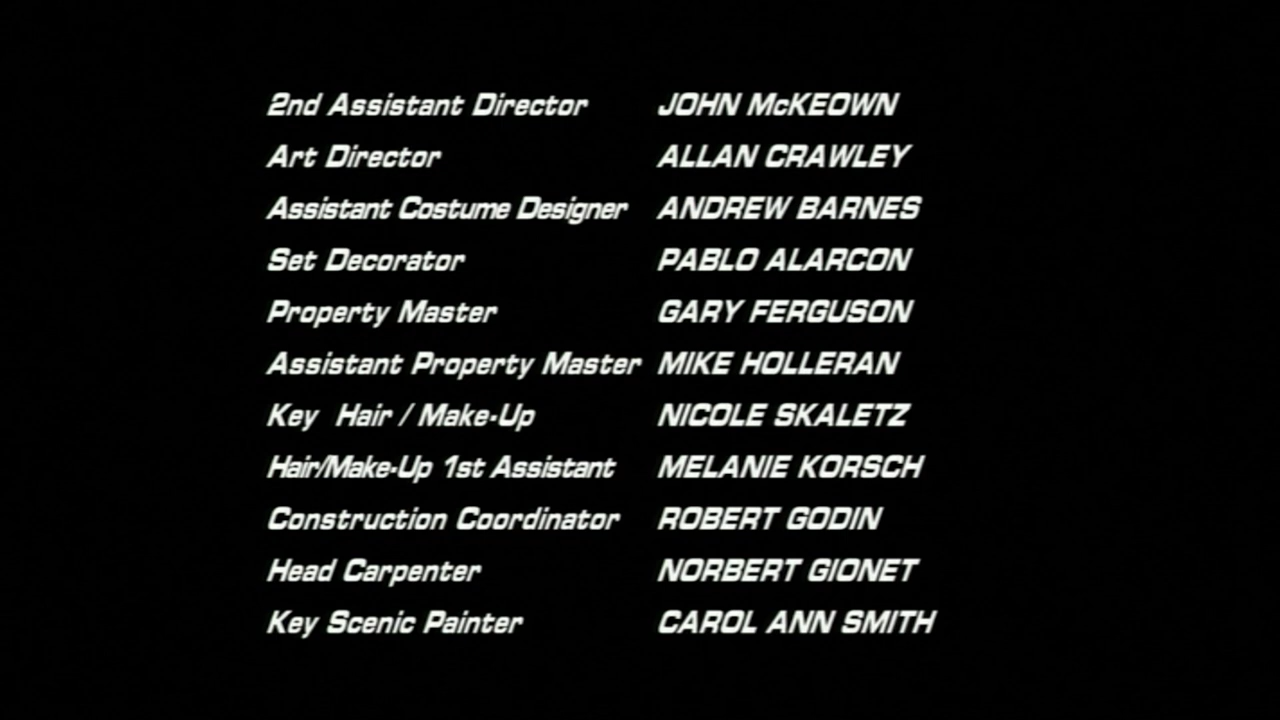 2nd Assistant Director JOHN McKEOWN
Art Director ALLAN CRAWLEY
Assistant Costume Designer ANDREW BARNES
Set Decorator PABLO ALARCON
Property Master GARY FERGUSON
Assistant Property Master MIKE HOLLERAN
Key Hair / Make-Up NICOLE SKALETZ
Hair/Make-Up 1st Assistant MELANIE KORSCH
Construction Coordinator ROBERT GODIN
Head Carpenter NORBERT GIONET
Key Scenic Painter CAROL ANN SMITH